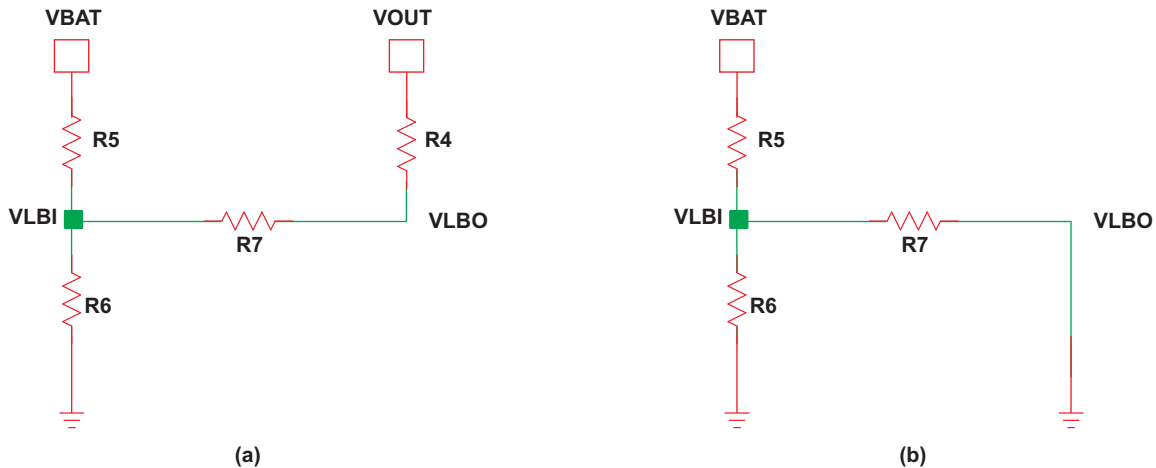 VBAT
VOUT
R5
R4
VLBI
R7
VLBO
R6
(a)
VBAT
R5
VLBI
R7
VLBO
R6
(b)